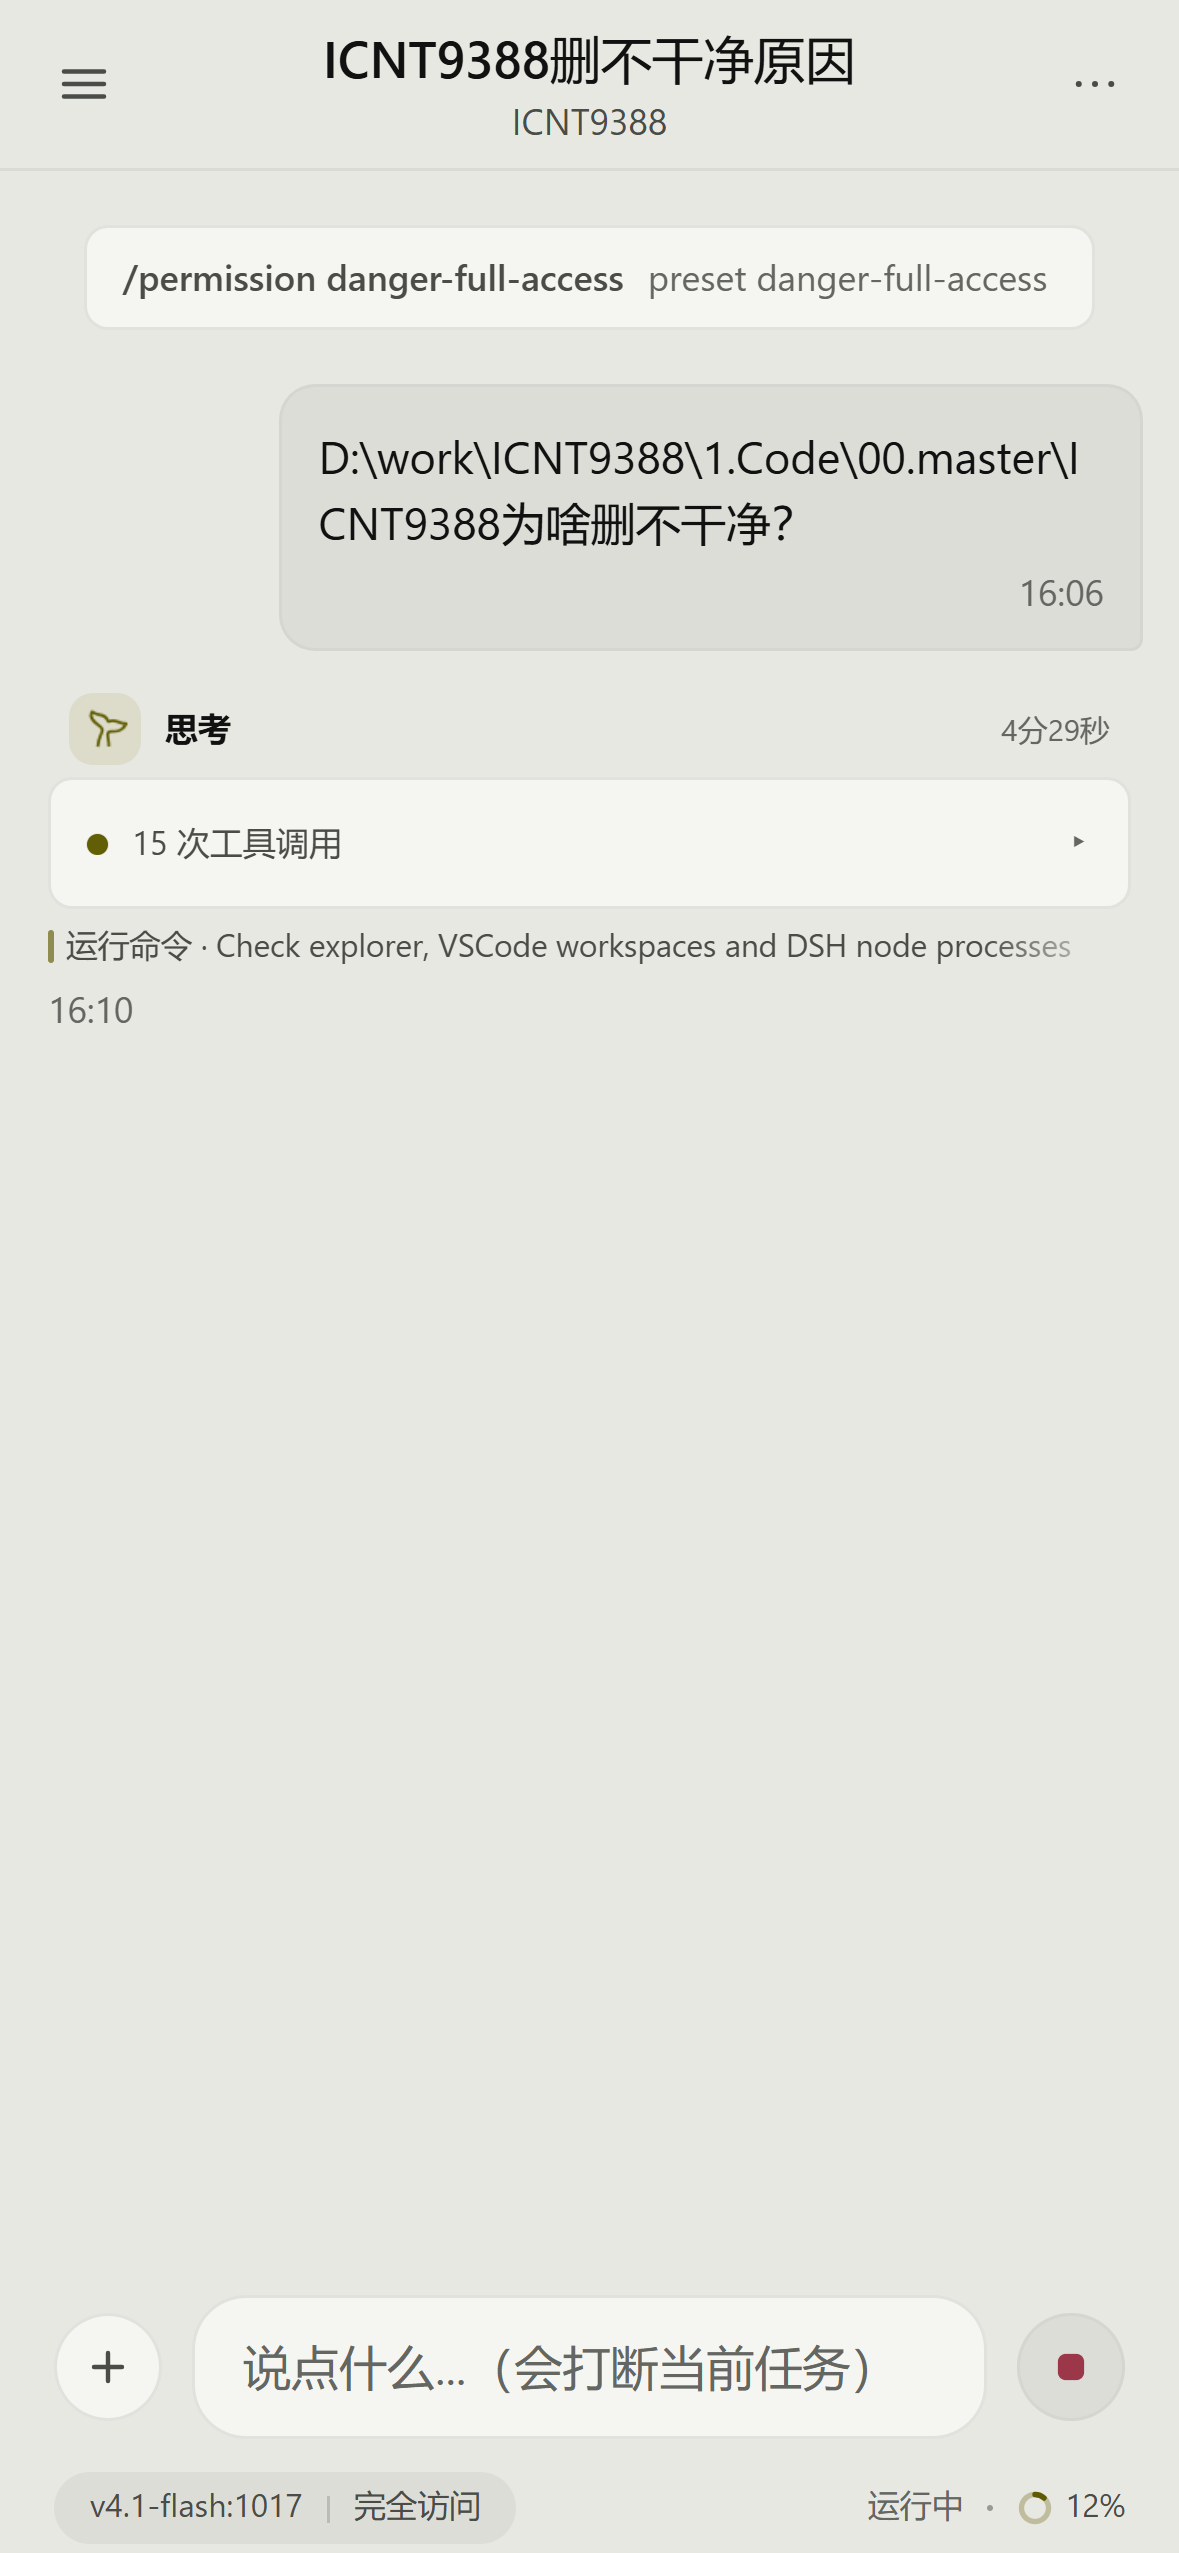 ICNT9388删不干净原因
ICNT9388
/permission danger-full-access preset danger-full-access
D:\work\ICNT9388\1.Code\00.master\I
CNT9388为啥删不干净?
16:06
思考 4分29秒
15 次工具调用
运行命令 · Check explorer, VSCode workspaces and DSH node processes
16:10
说点什么...（会打断当前任务）
v4.1-flash:1017 | 完全访问 运行中 · 12%